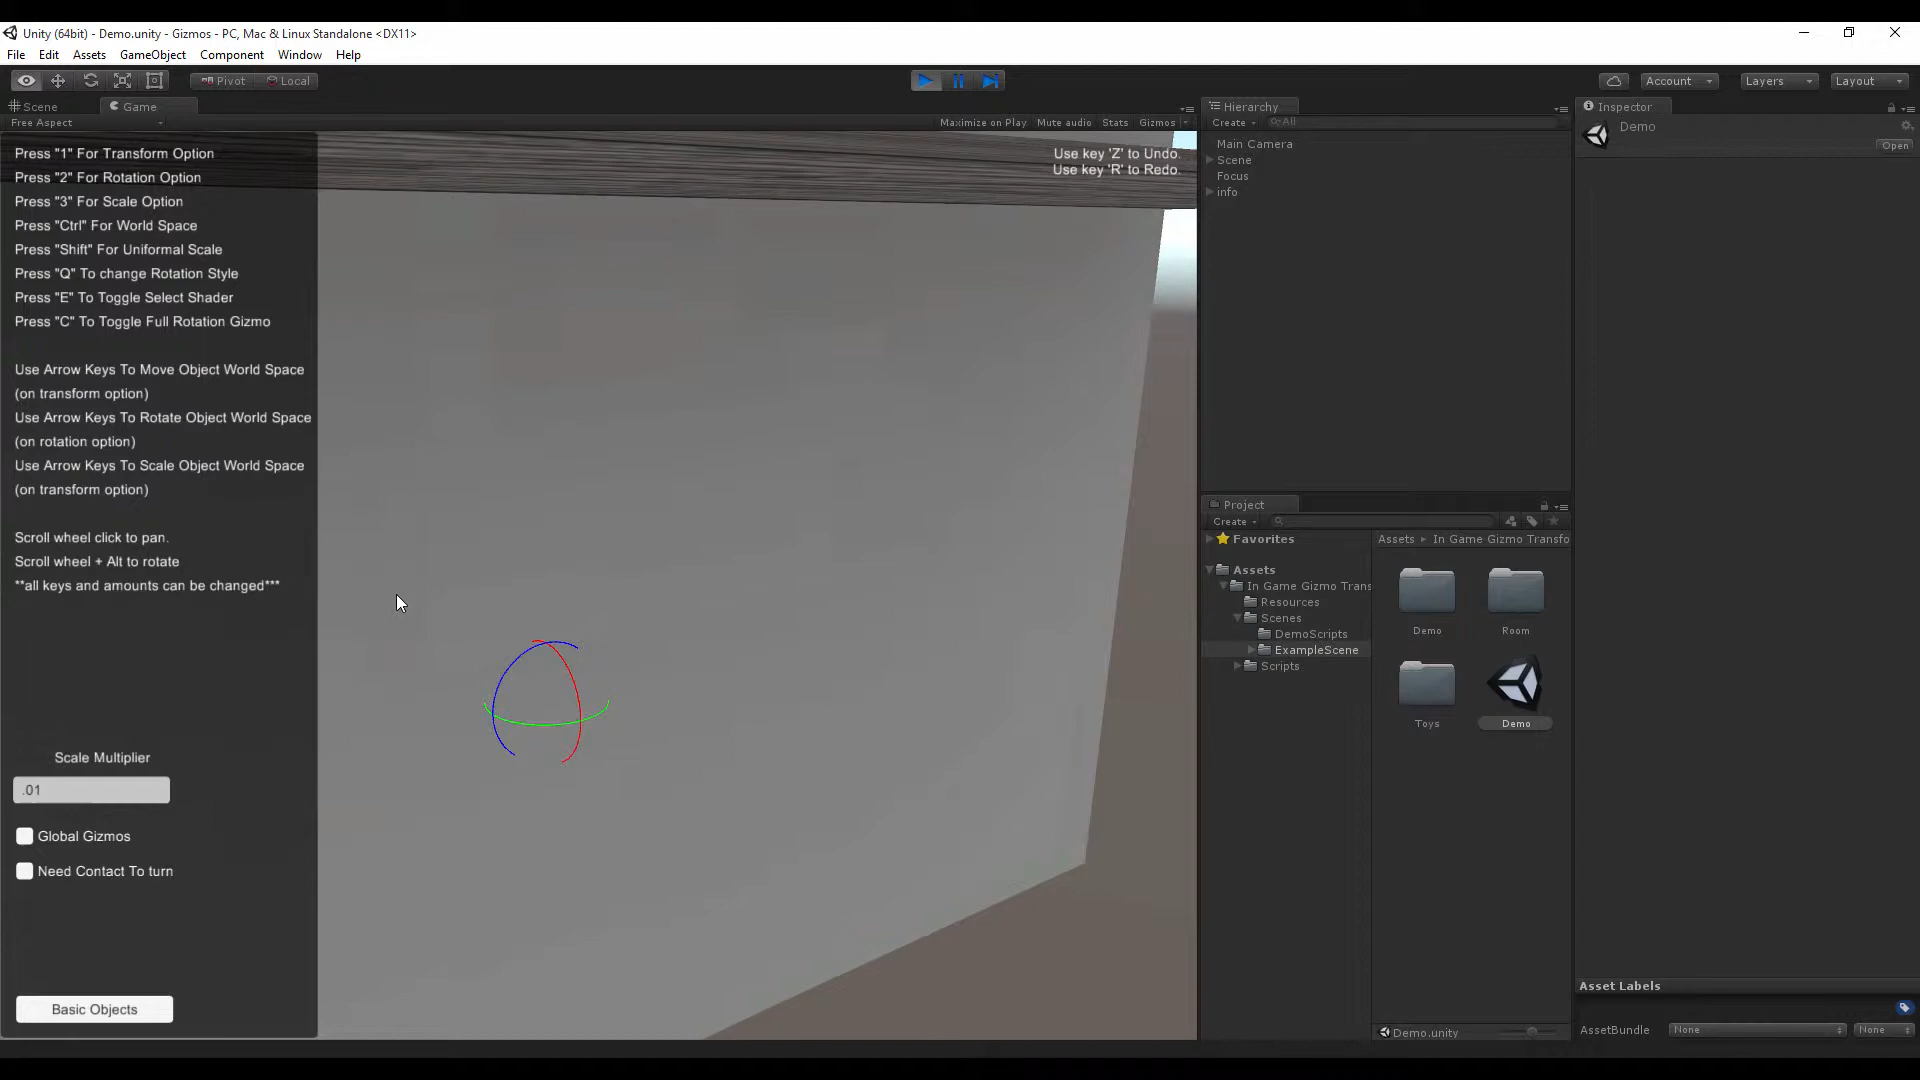 Unity (64bit) - Demo.unity - Gizmos - PC, Mac & Linux Standalone <DX11>
File Edit Assets GameObject Component Window Help
Pivot Local
Account Layers Layout
Scene Game
Free Aspect
Maximize on Play Mute audio Stats Gizmos
Press "1" For Transform Option
Press "2" For Rotation Option
Press "3" For Scale Option
Press "Ctrl" For World Space
Press "Shift" For Uniformal Scale
Press "Q" To change Rotation Style
Press "E" To Toggle Select Shader
Press "C" To Toggle Full Rotation Gizmo
Use Arrow Keys To Move Object World Space
(on transform option)
Use Arrow Keys To Rotate Object World Space
(on rotation option)
Use Arrow Keys To Scale Object World Space
(on transform option)
Scroll wheel click to pan.
Scroll wheel + Alt to rotate
**all keys and amounts can be changed***
Scale Multiplier
.01
Global Gizmos
Need Contact To turn
Basic Objects
Use key 'Z' to Undo.
Use key 'R' to Redo.
Hierarchy
Create All
Main Camera
Scene
Focus
info
Project
Create
Favorites
Assets
In Game Gizmo Trans
Resources
Scenes
DemoScripts
ExampleScene
Scripts
Assets In Game Gizmo Transfo
Demo Room
Toys Demo
Demo.unity
Inspector
Demo
Open
Asset Labels
AssetBundle None None